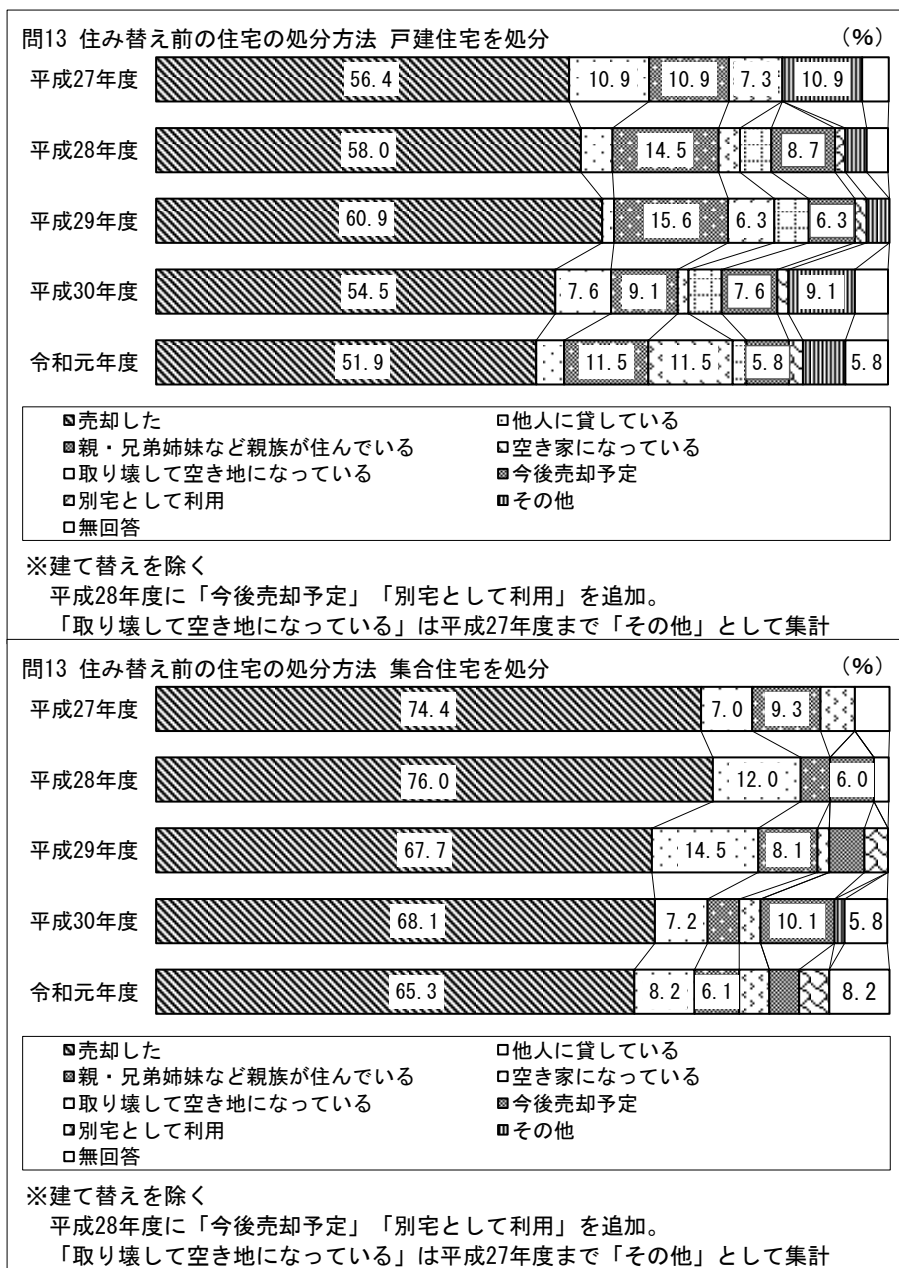 問13 住み替え前の住宅の処分方法 戸建住宅を処分 (%)
平成27年度 56.4 10.9 10.9 7.3 10.9
平成28年度 58.0 14.5 8.7
平成29年度 60.9 15.6 6.3 6.3
平成30年度 54.5 7.6 9.1 7.6 9.1
令和元年度 51.9 11.5 11.5 5.8 5.8
売却した 他人に貸している
親・兄弟姉妹など親族が住んでいる 空き家になっている
取り壊して空き地になっている 今後売却予定
別宅として利用 その他
無回答
※建て替えを除く
平成28年度に「今後売却予定」「別宅として利用」を追加。
「取り壊して空き地になっている」は平成27年度まで「その他」として集計
問13 住み替え前の住宅の処分方法 集合住宅を処分 (%)
平成27年度 74.4 7.0 9.3
平成28年度 76.0 12.0 6.0
平成29年度 67.7 14.5 8.1
平成30年度 68.1 7.2 10.1 5.8
令和元年度 65.3 8.2 6.1 8.2
売却した 他人に貸している
親・兄弟姉妹など親族が住んでいる 空き家になっている
取り壊して空き地になっている 今後売却予定
別宅として利用 その他
無回答
※建て替えを除く
平成28年度に「今後売却予定」「別宅として利用」を追加。
「取り壊して空き地になっている」は平成27年度まで「その他」として集計